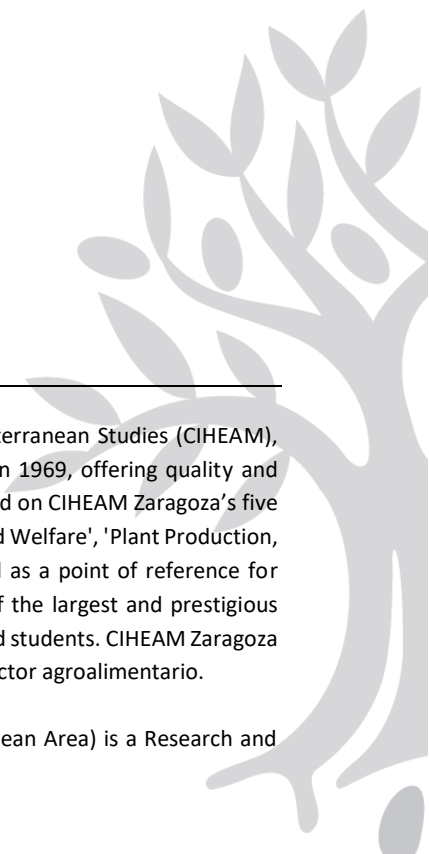 terranean Studies (CIHEAM),
n 1969, offering quality and
d on CIHEAM Zaragoza's five
d Welfare', 'Plant Production,
as a point of reference for
f the largest and prestigious
d students. CIHEAM Zaragoza
ctor agroalimentario.
ean Area) is a Research and